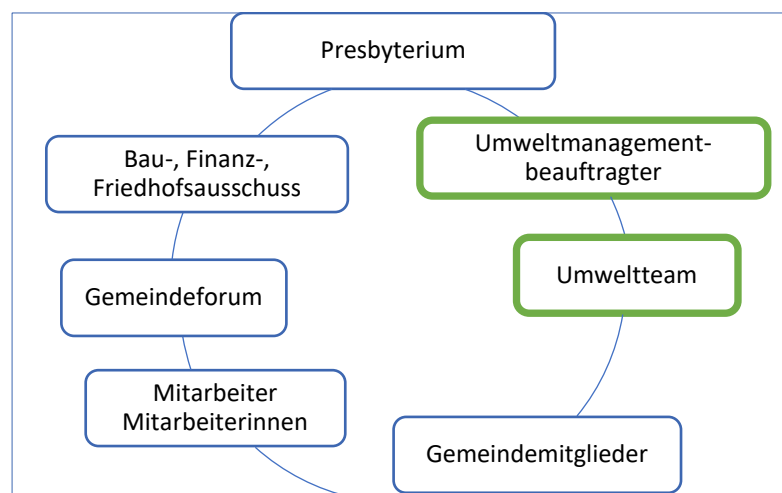 Presbyterium
Bau-, Finanz-,
Friedhofsausschuss
Umweltmanagement-
beauftragter
Gemeindeforum
Umweltteam
Mitarbeiter
Mitarbeiterinnen
Gemeindemitglieder